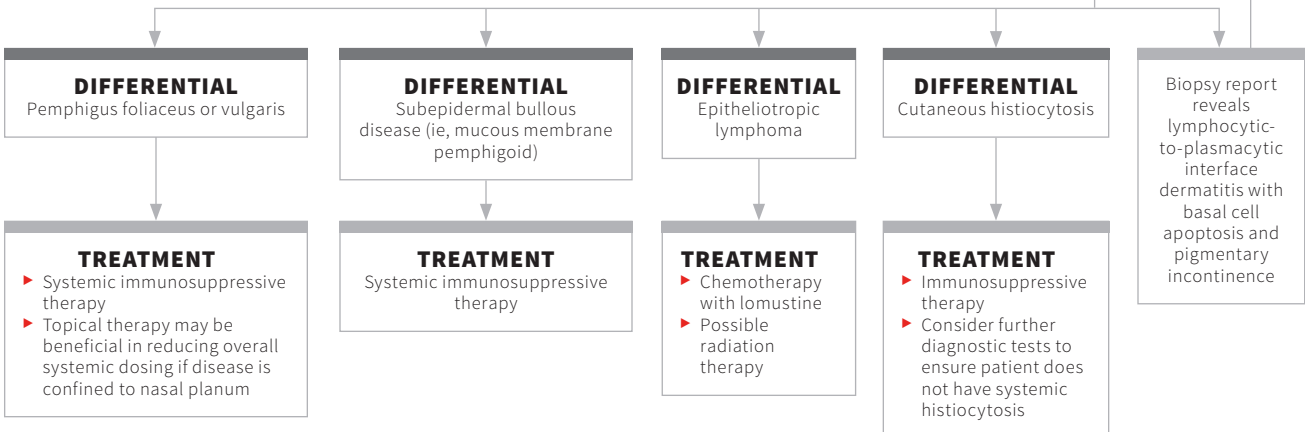 DIFFERENTIAL
Pemphigus foliaceus or vulgaris
DIFFERENTIAL
Subepidermal bullous
disease (ie, mucous membrane
pemphigoid)
DIFFERENTIAL
Epitheliotropic
lymphoma
DIFFERENTIAL
Cutaneous histiocytosis
Biopsy report
reveals
lymphocytic-
to-plasmacytic
interface
dermatitis with
basal cell
apoptosis and
pigmentary
incontinence
TREATMENT
▶ Systemic immunosuppressive
therapy
▶ Topical therapy may be
beneficial in reducing overall
systemic dosing if disease is
confined to nasal planum
TREATMENT
Systemic immunosuppressive
therapy
TREATMENT
▶ Chemotherapy
with lomustine
▶ Possible
radiation
therapy
TREATMENT
▶ Immunosuppressive
therapy
▶ Consider further
diagnostic tests to
ensure patient does
not have systemic
histiocytosis